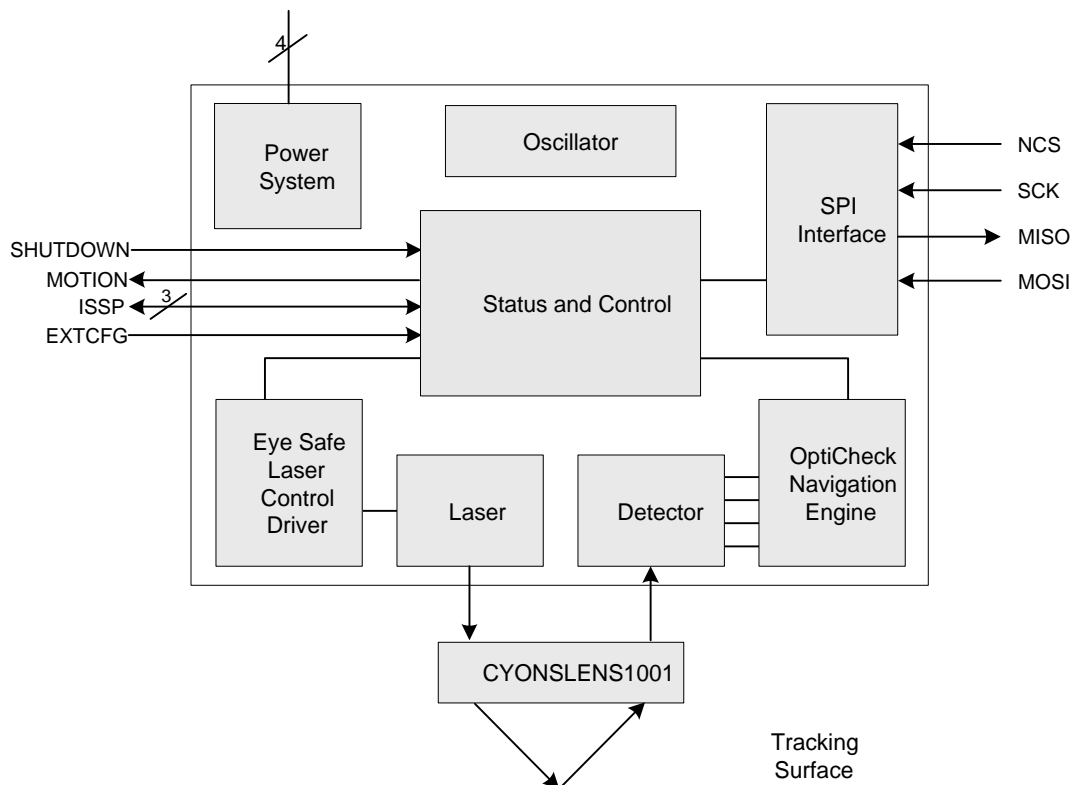 4
Power
System
Oscillator
SPI
Interface
NCS
SCK
MISO
MOSI
SHUTDOWN
MOTION
ISSP
3
EXTCFG
Status and Control
Eye Safe
Laser
Control
Driver
Laser
Detector
OptiCheck
Navigation
Engine
CYONSLENS1001
Tracking
Surface